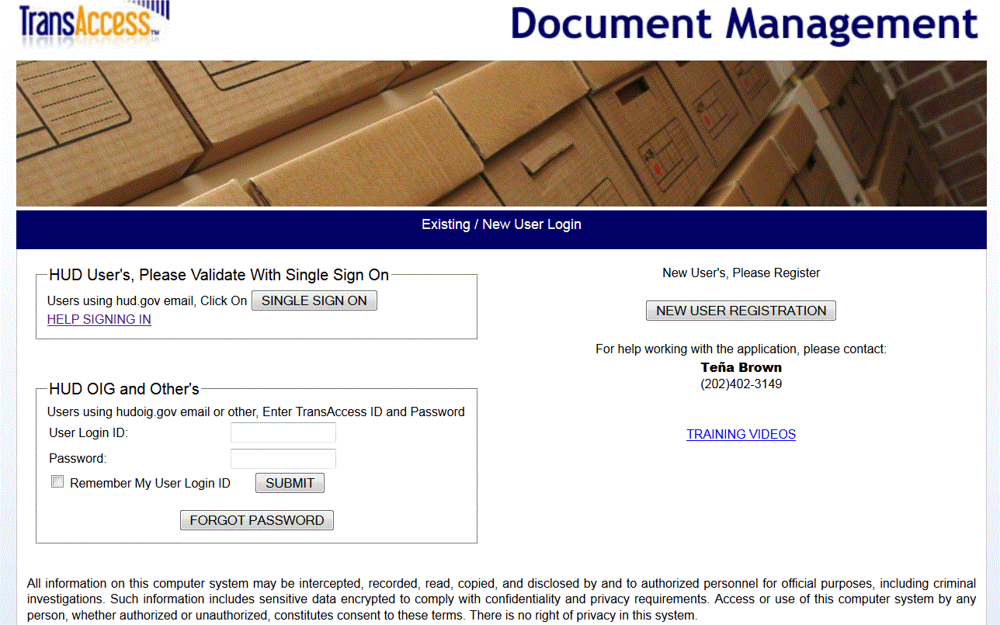 TransAccess™
Document Management
Existing / New User Login
HUD User's, Please Validate With Single Sign On
Users using hud.gov email, Click On SINGLE SIGN ON
HELP SIGNING IN
HUD OIG and Other's
Users using hudoig.gov email or other, Enter TransAccess ID and Password
User Login ID:
Password:
Remember My User Login ID SUBMIT
FORGOT PASSWORD
New User's, Please Register
NEW USER REGISTRATION
For help working with the application, please contact:
Teña Brown
(202)402-3149
TRAINING VIDEOS
All information on this computer system may be intercepted, recorded, read, copied, and disclosed by and to authorized personnel for official purposes, including criminal
investigations. Such information includes sensitive data encrypted to comply with confidentiality and privacy requirements. Access or use of this computer system by any
person, whether authorized or unauthorized, constitutes consent to these terms. There is no right of privacy in this system.